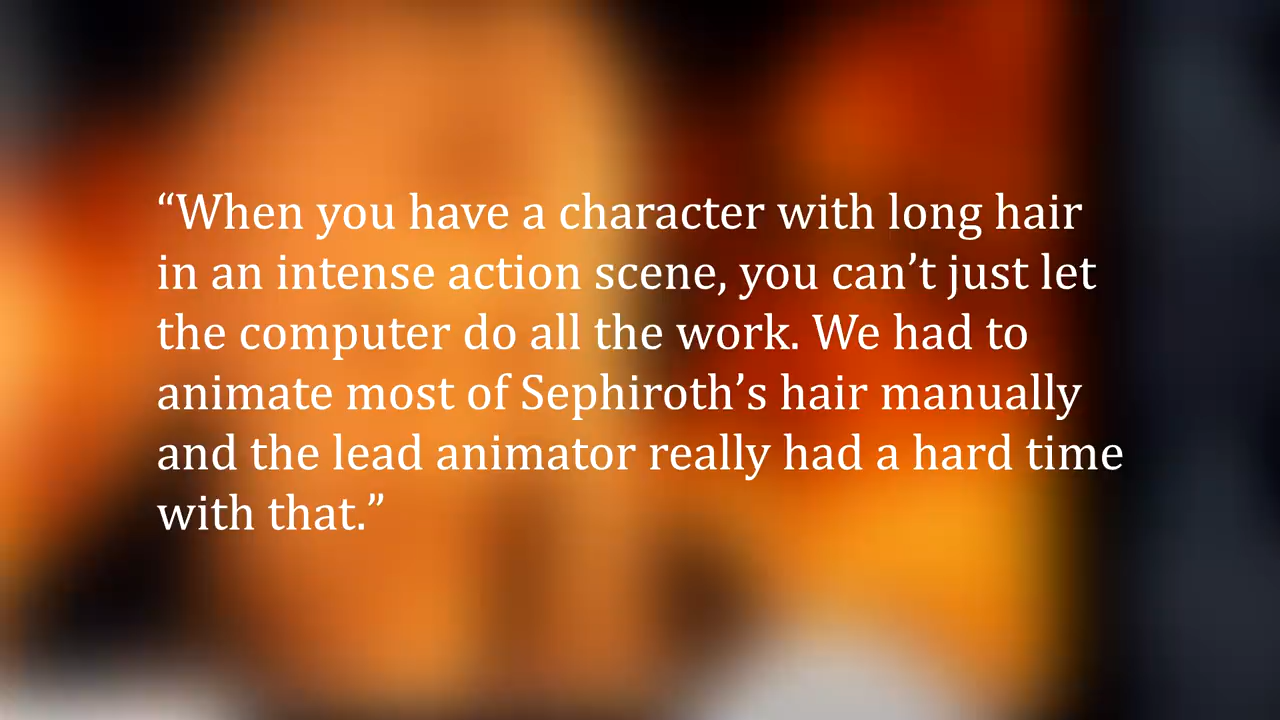 “When you have a character with long hair
in an intense action scene, you can’t just let
the computer do all the work. We had to
animate most of Sephiroth’s hair manually
and the lead animator really had a hard time
with that.”